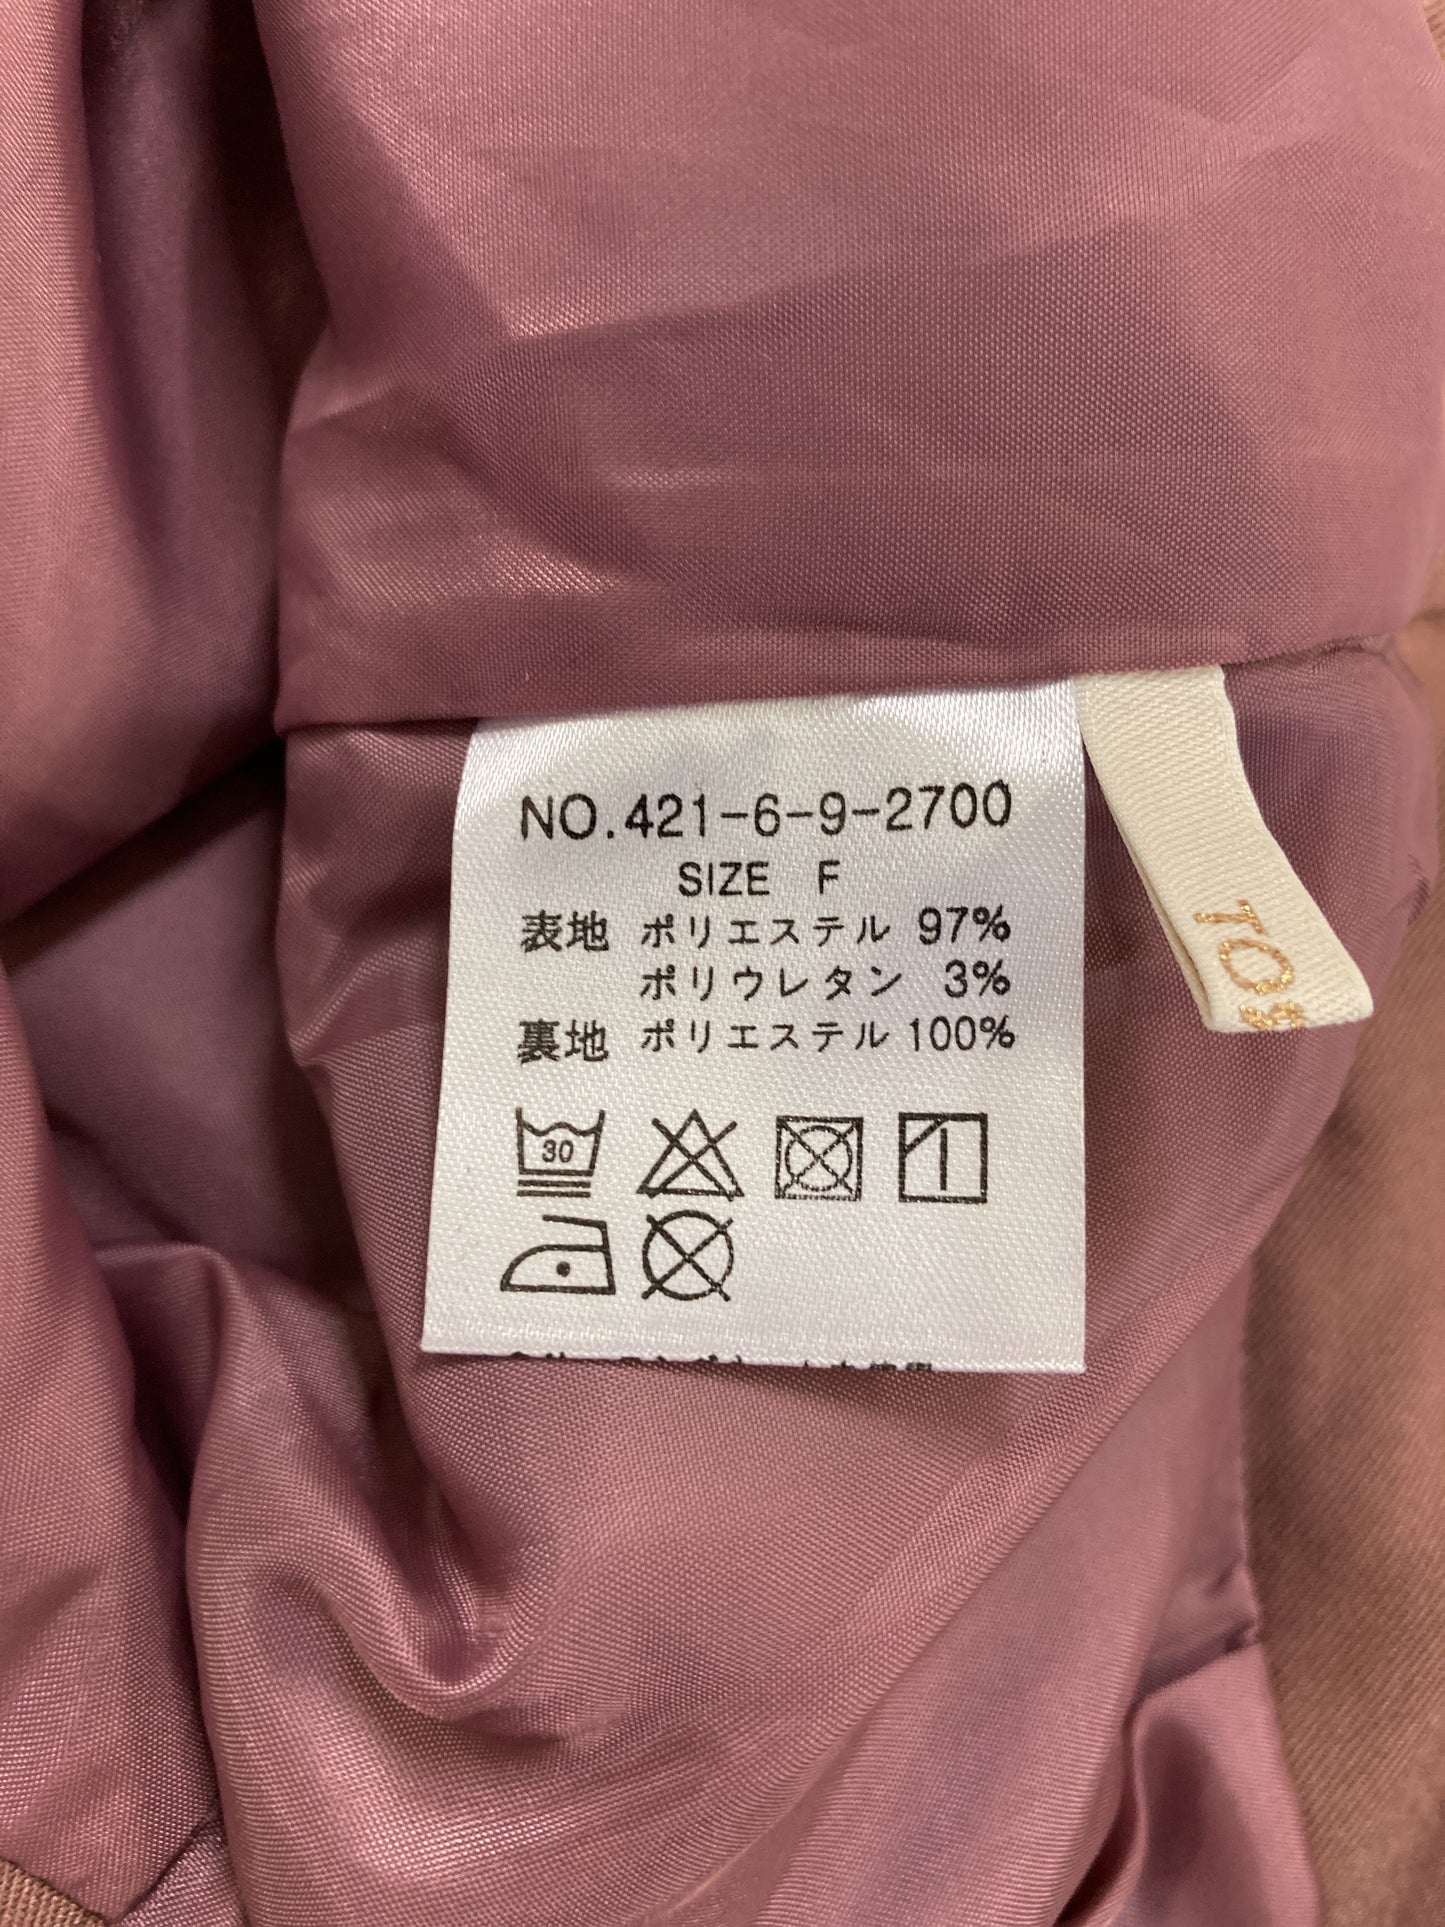 NO.421-6-9-2700
SIZE F
表地 ポリエステル 97%
ポリウレタン 3%
裏地 ポリエステル 100%
30